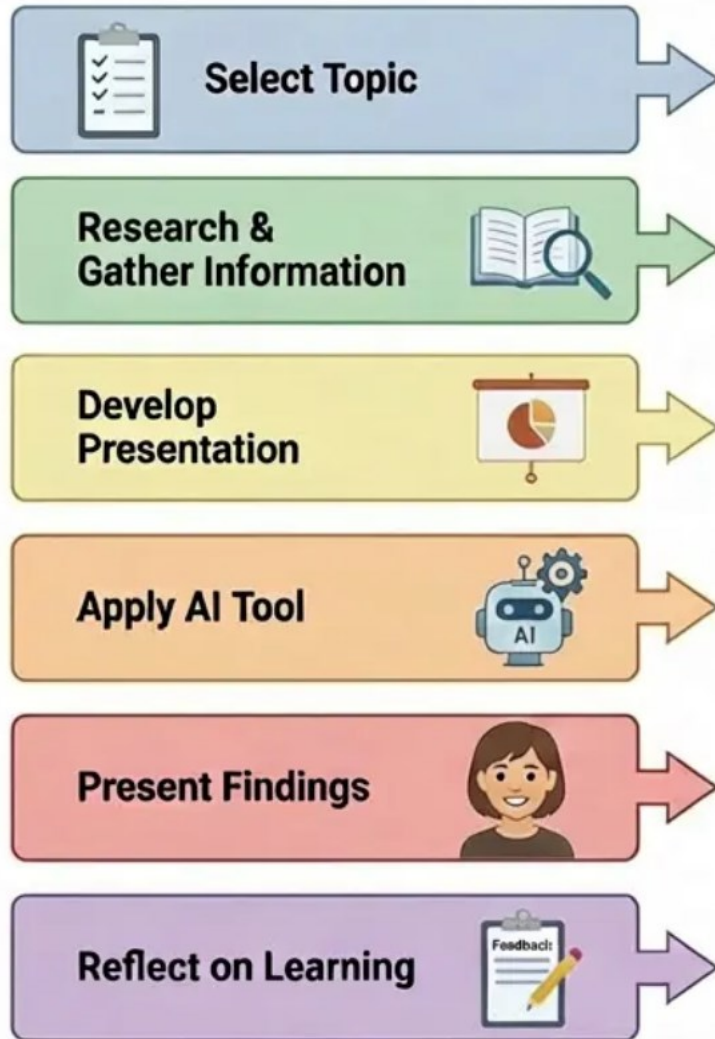 Select Topic
Research &
Gather Information
Develop
Presentation
Apply AI Tool
AI
Present Findings
Reflect on Learning
Feedback